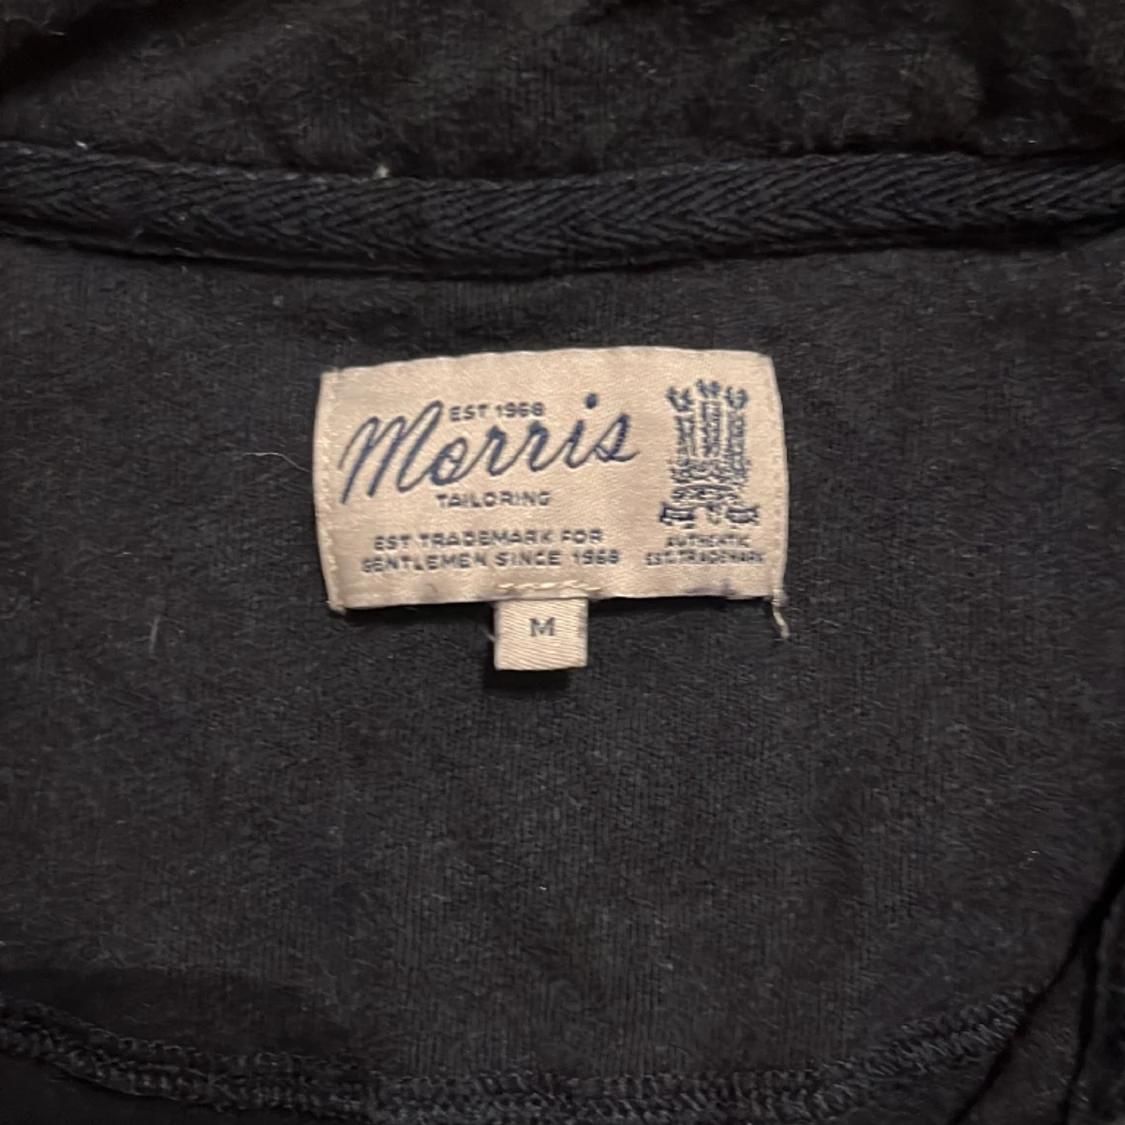 EST 1968
Morris
TAILORING
EST TRADEMARK FOR
GENTLEMEN SINCE 1968
AUTHENTIC
EST. TRADEMARK
M